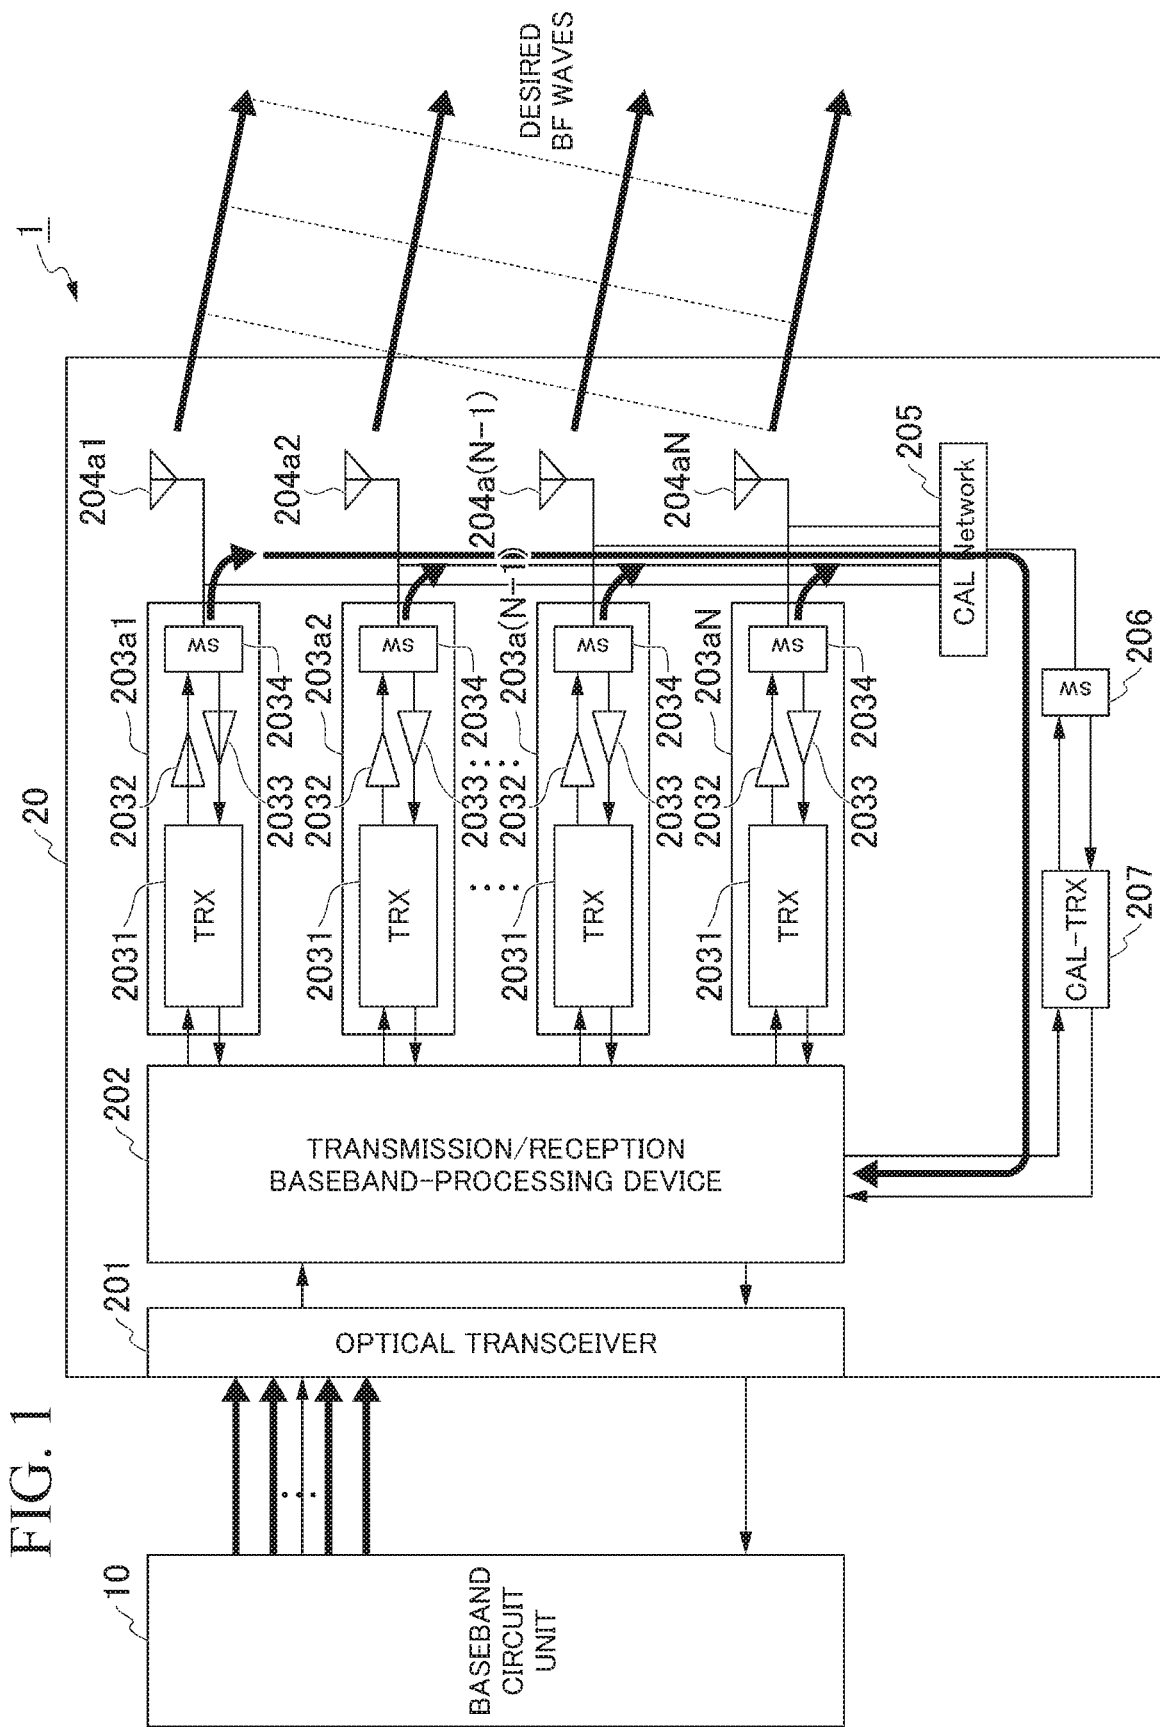 FIG. 1
1
10
BASEBAND
CIRCUIT
UNIT
20
201
OPTICAL TRANSCEIVER
202
TRANSMISSION/RECEPTION
BASEBAND-PROCESSING DEVICE
203a1
2031
TRX
2032
2033
SW
2034
204a1
203a2
2031
TRX
2032
2033
SW
2034
204a2
203a(N-1)
2031
TRX
2032
2033
SW
2034
204a(N-1)
203aN
2031
TRX
2032
2033
SW
2034
204aN
205
CAL Network
206
SW
207
CAL-TRX
DESIRED
BF WAVES